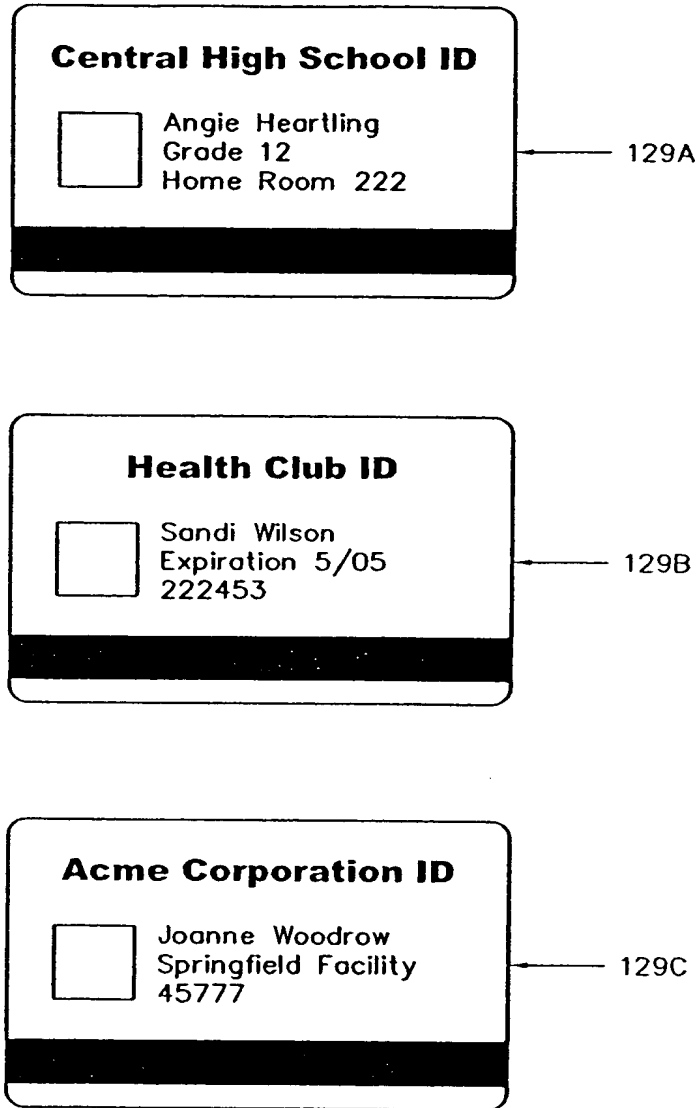 Central High School ID
Angie Heartling
Grade 12
Home Room 222
129A
Health Club ID
Sandi Wilson
Expiration 5/05
222453
129B
Acme Corporation ID
Joanne Woodrow
Springfield Facility
45777
129C